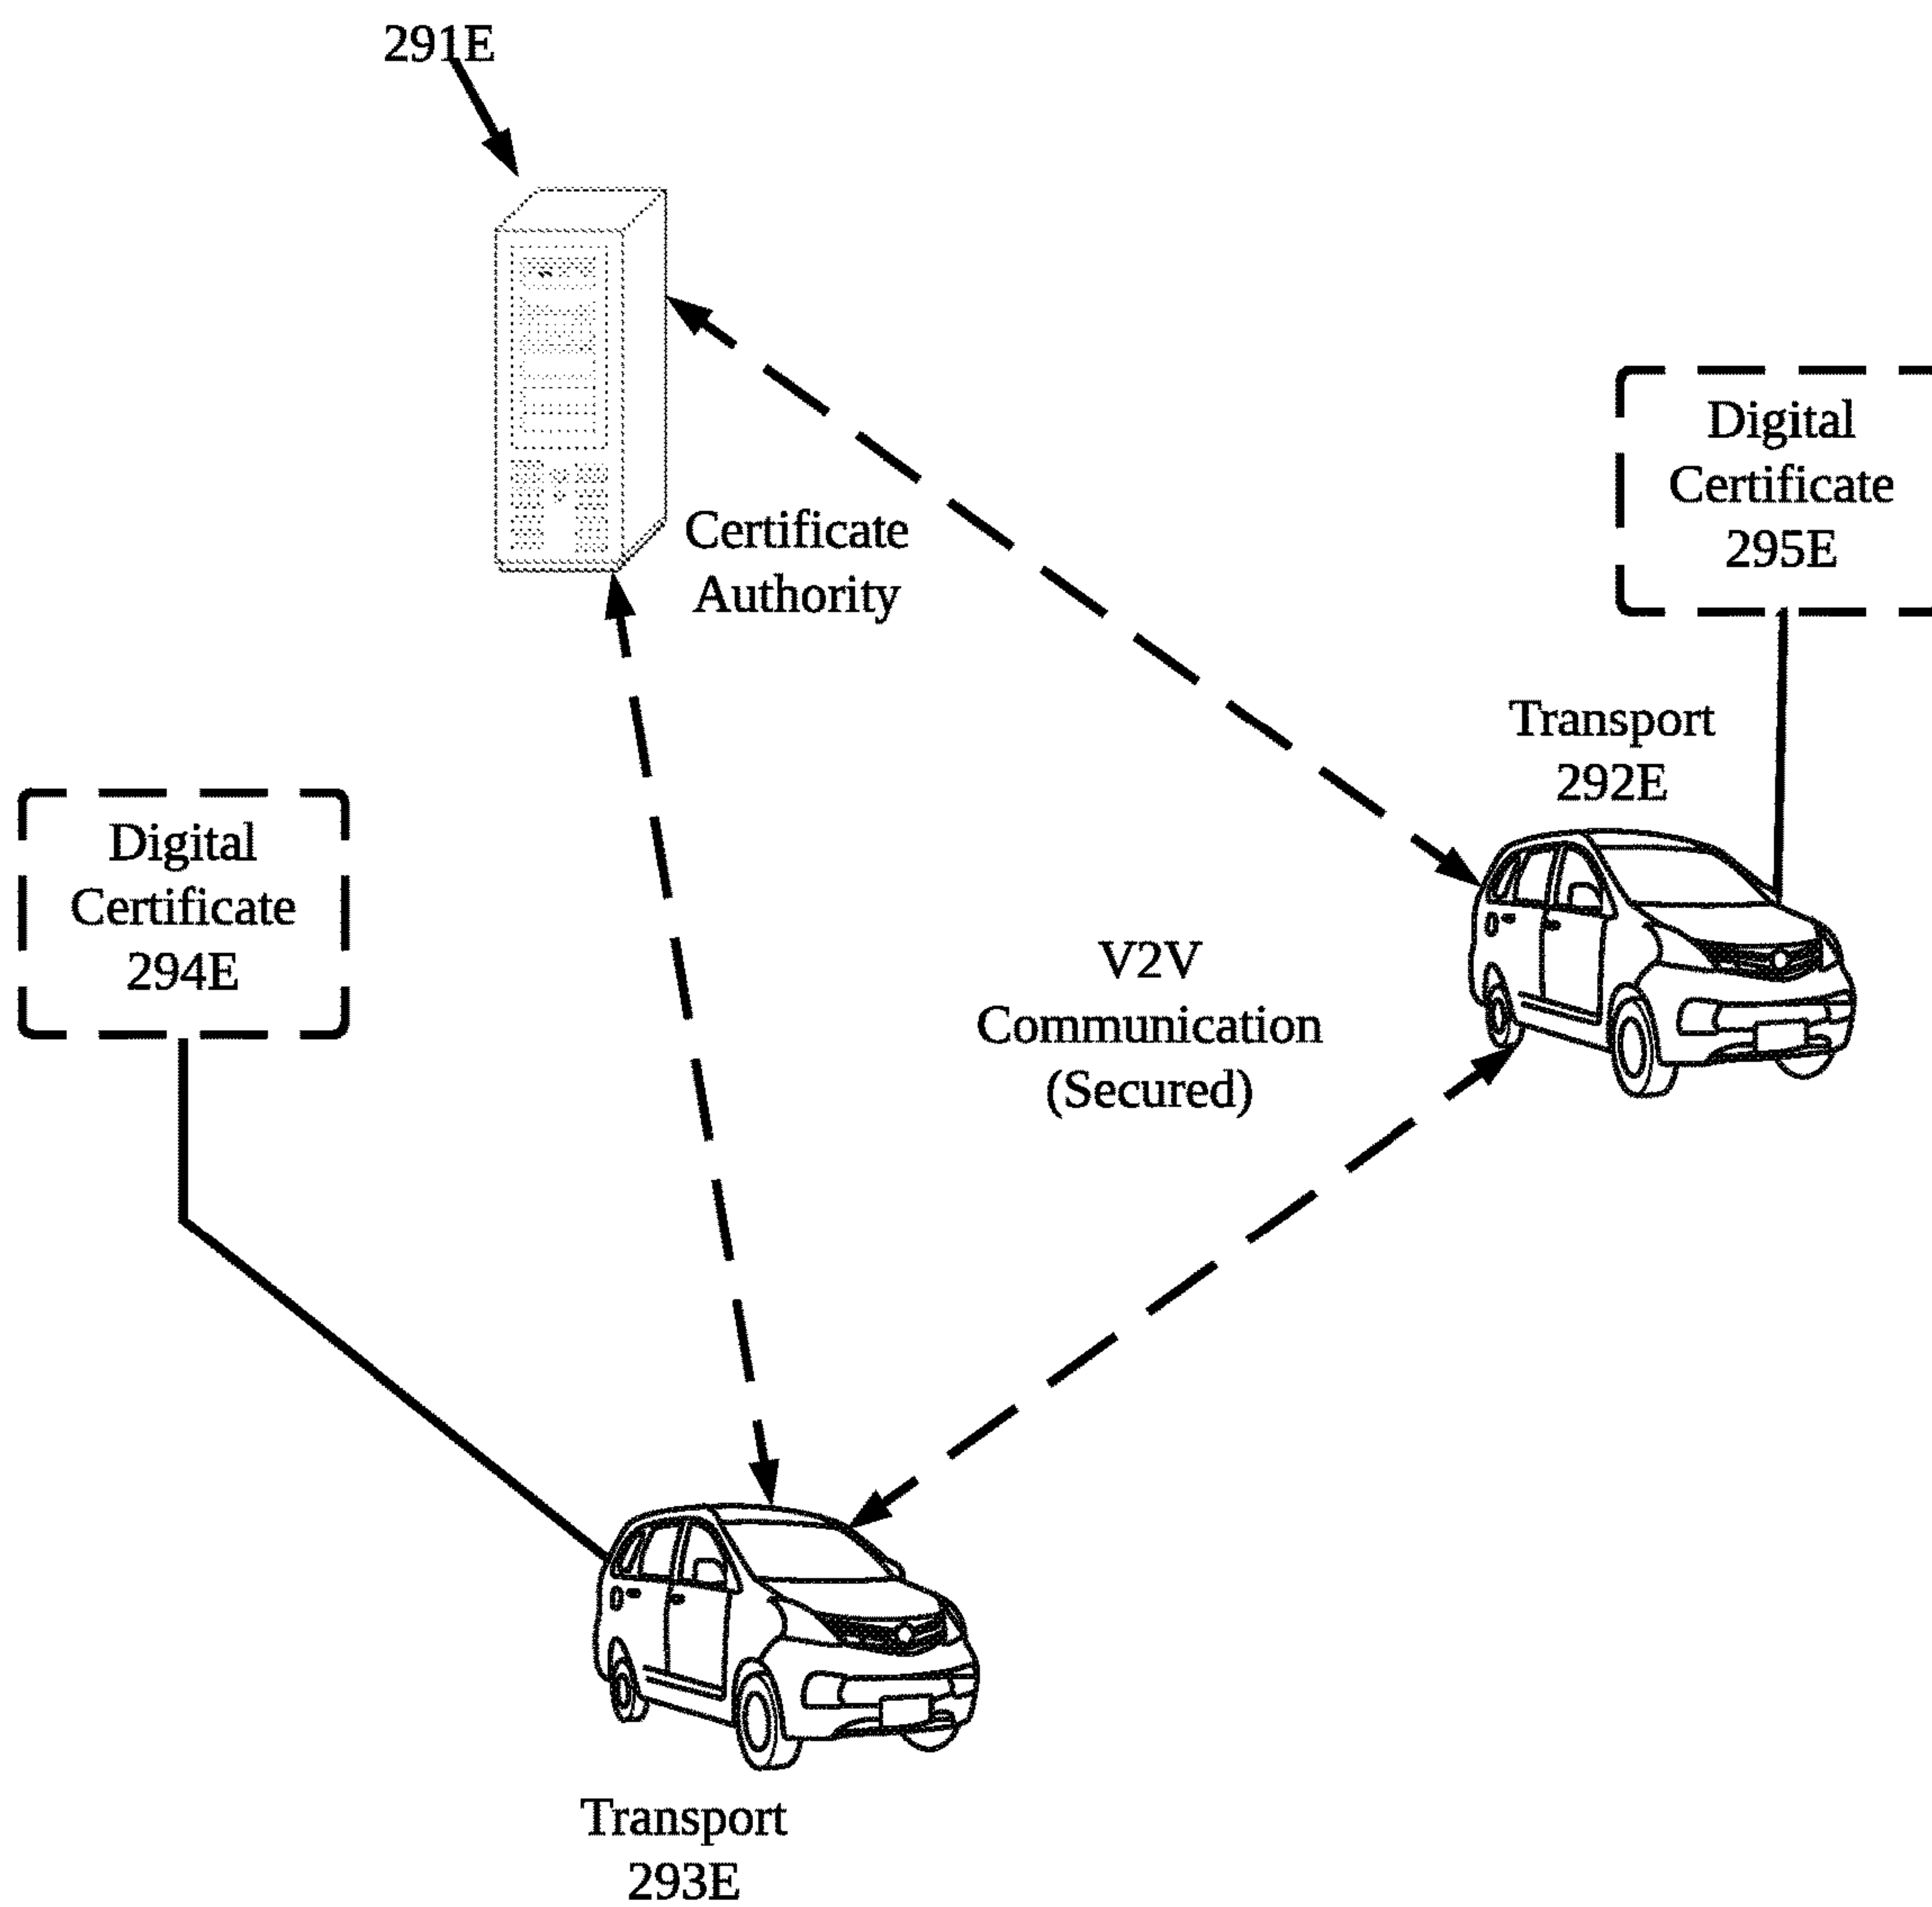 291E
Certificate
Authority
Digital
Certificate
295E
Transport
292E
Digital
Certificate
294E
V2V
Communication
(Secured)
Transport
293E